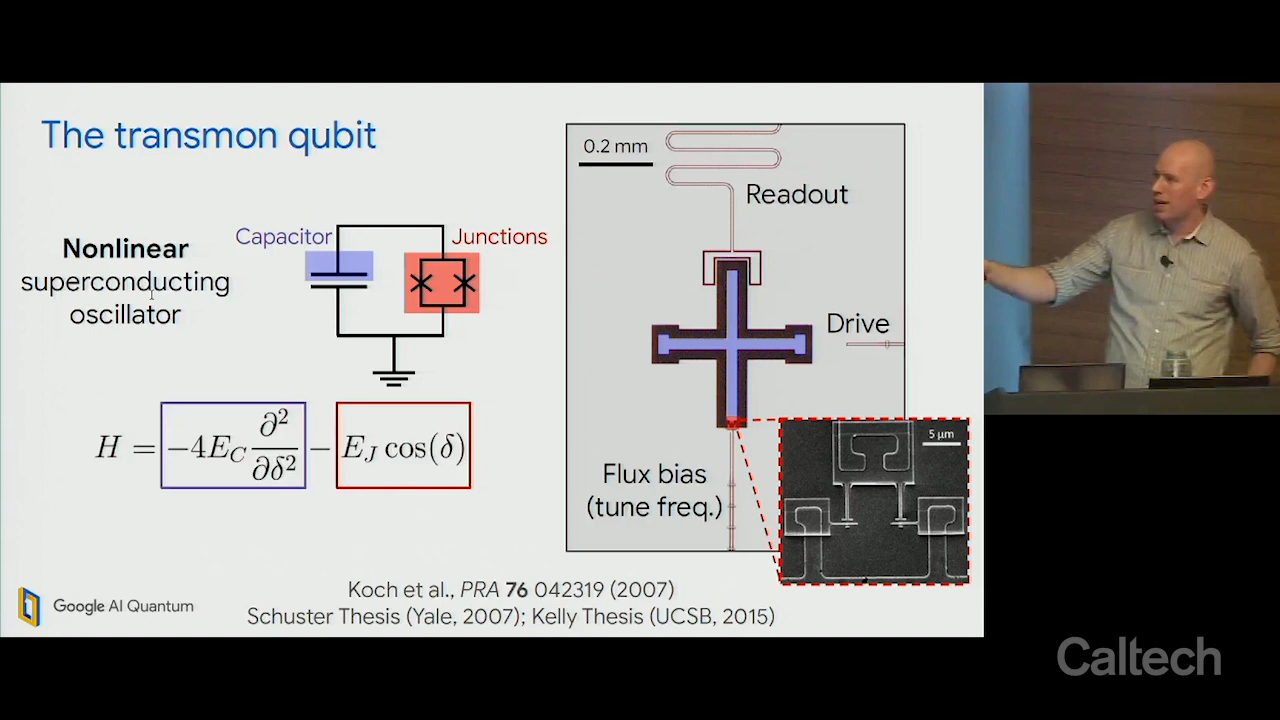 The transmon qubit
Nonlinear
superconducting
oscillator
Capacitor
Junctions
H = −4E_C ∂²/∂δ² − E_J cos(δ)
0.2 mm
Readout
Drive
Flux bias
(tune freq.)
5 µm
Koch et al., PRA 76 042319 (2007)
Schuster Thesis (Yale, 2007); Kelly Thesis (UCSB, 2015)
Google AI Quantum
Caltech